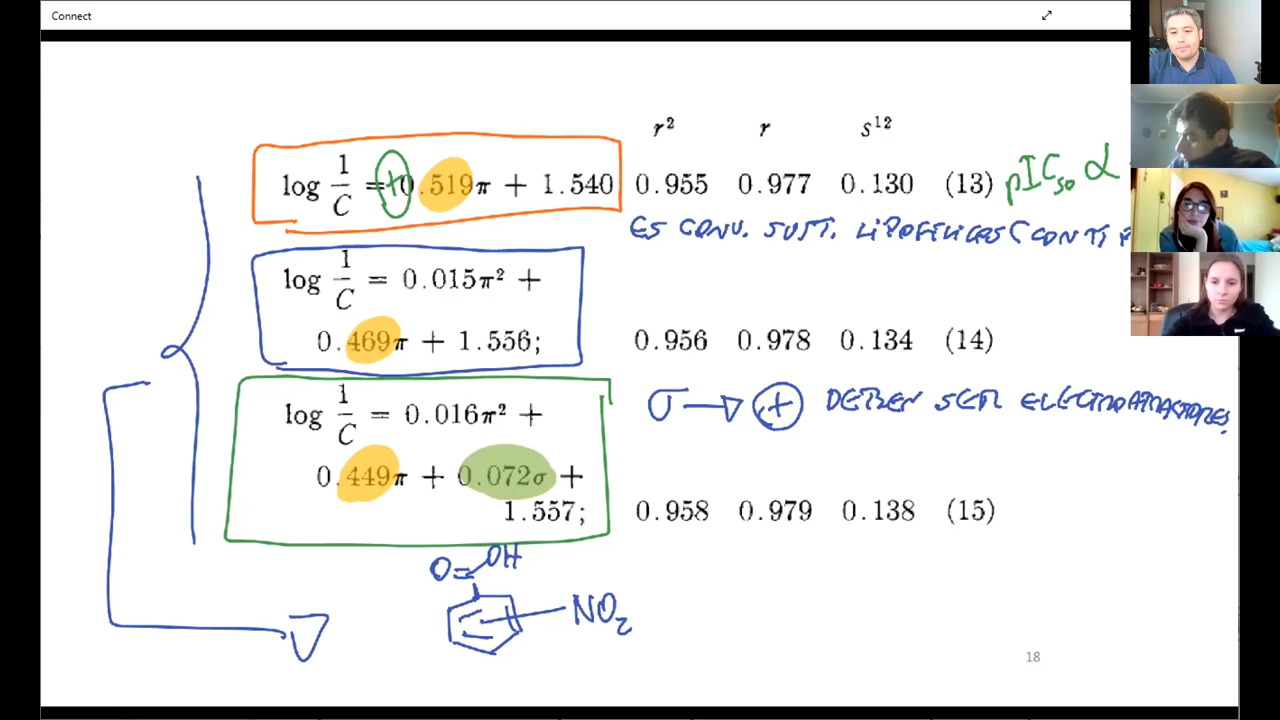 Connect
r² r s¹²
log 1/C = +0.519π + 1.540 0.955 0.977 0.130 (13) pIC₅₀ α
ES CONV. SUST. LIPOFILICOS (CON π
log 1/C = 0.015π² +
0.469π + 1.556; 0.956 0.978 0.134 (14)
log 1/C = 0.016π² +
σ → + DEBEN SER ELECTROATRACTORES.
0.449π + 0.072σ +
1.557; 0.958 0.979 0.138 (15)
O= OH
NO₂
18